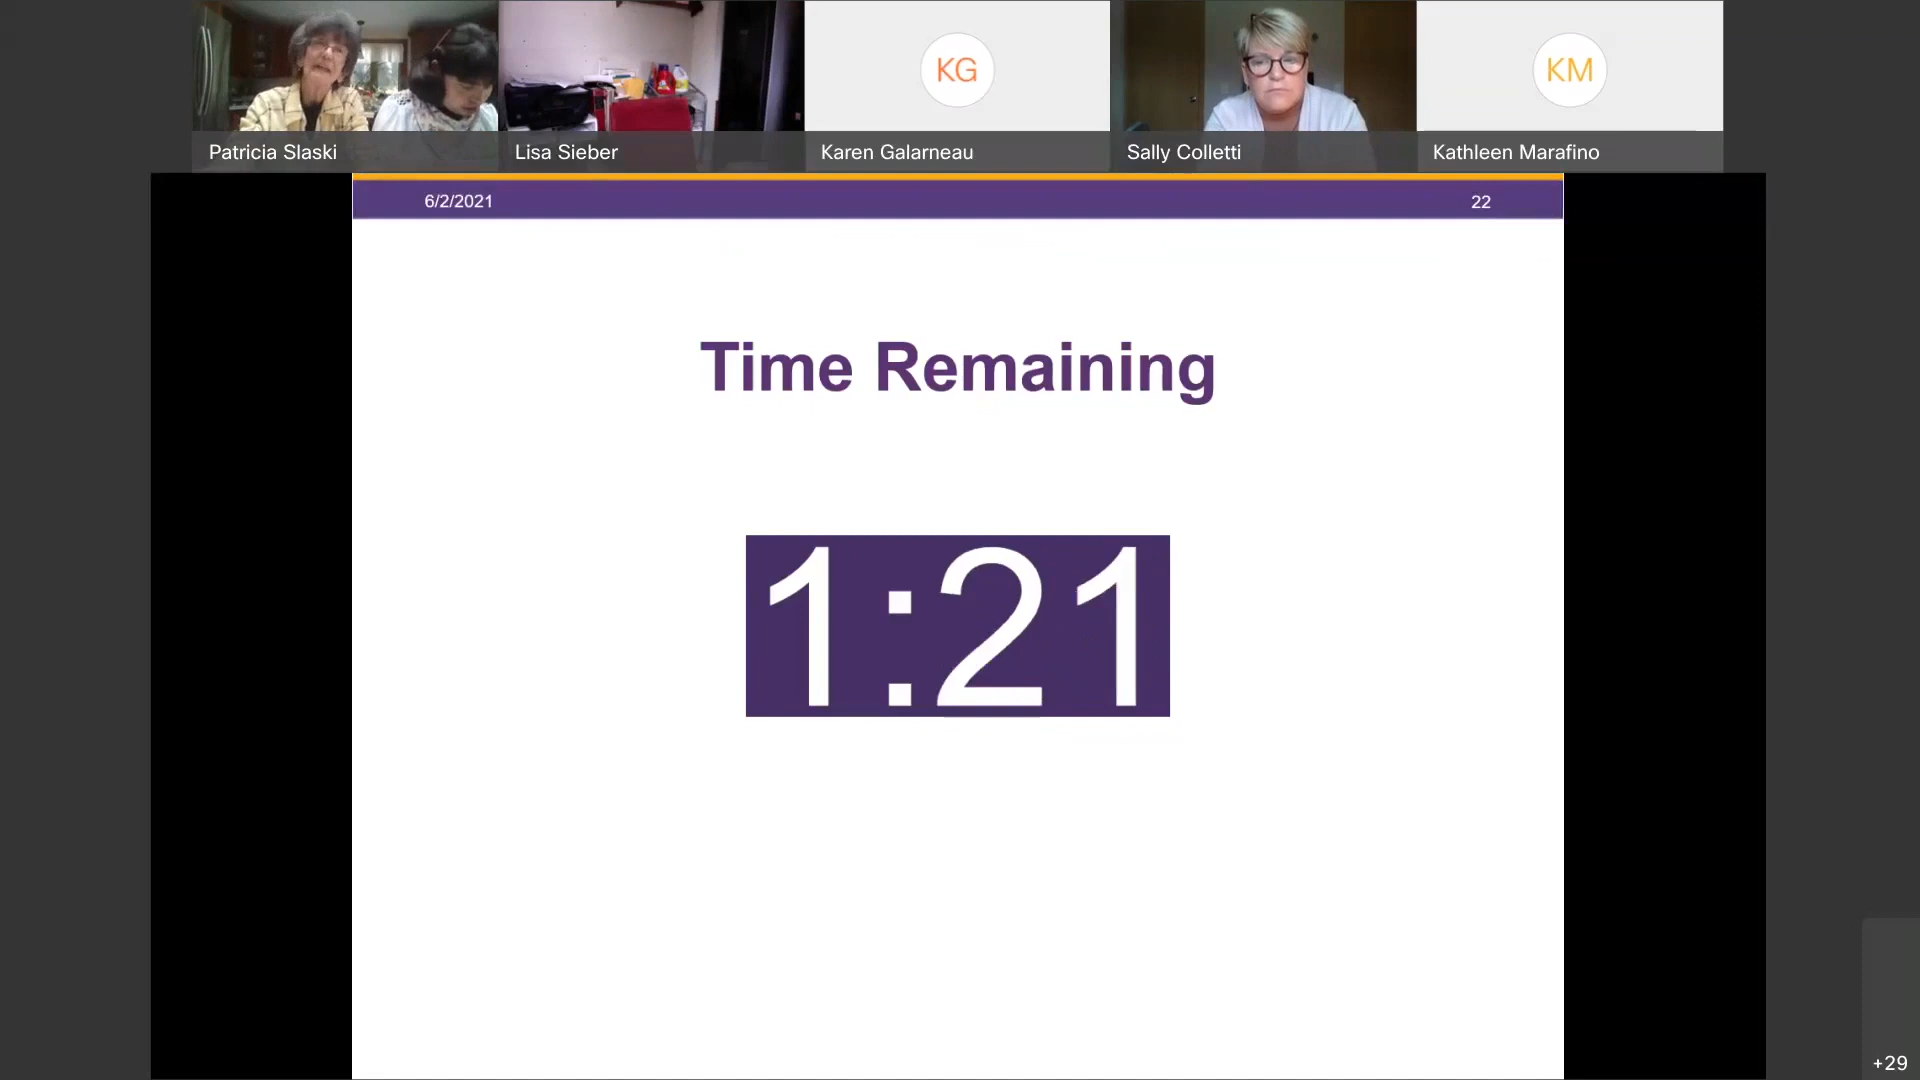 KG
KM
Patricia Slaski
Lisa Sieber
Karen Galarneau
Sally Colletti
Kathleen Marafino
6/2/2021
22
Time Remaining
1:21
+29